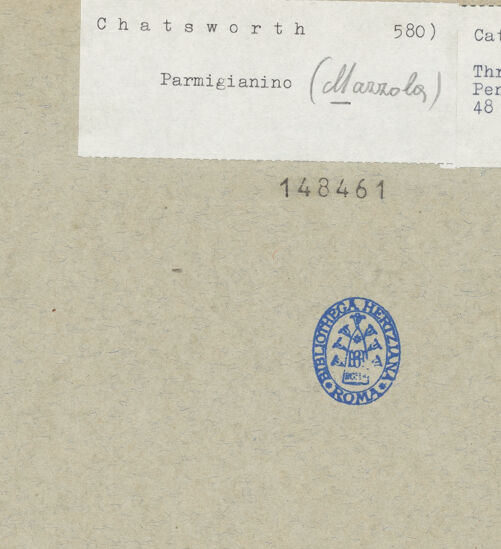 Chatsworth 580)
Parmigianino (Mazzola)
Cat
Thr
Per
48
148461
BIBLIOTHECA HERTZIANA
ROMA